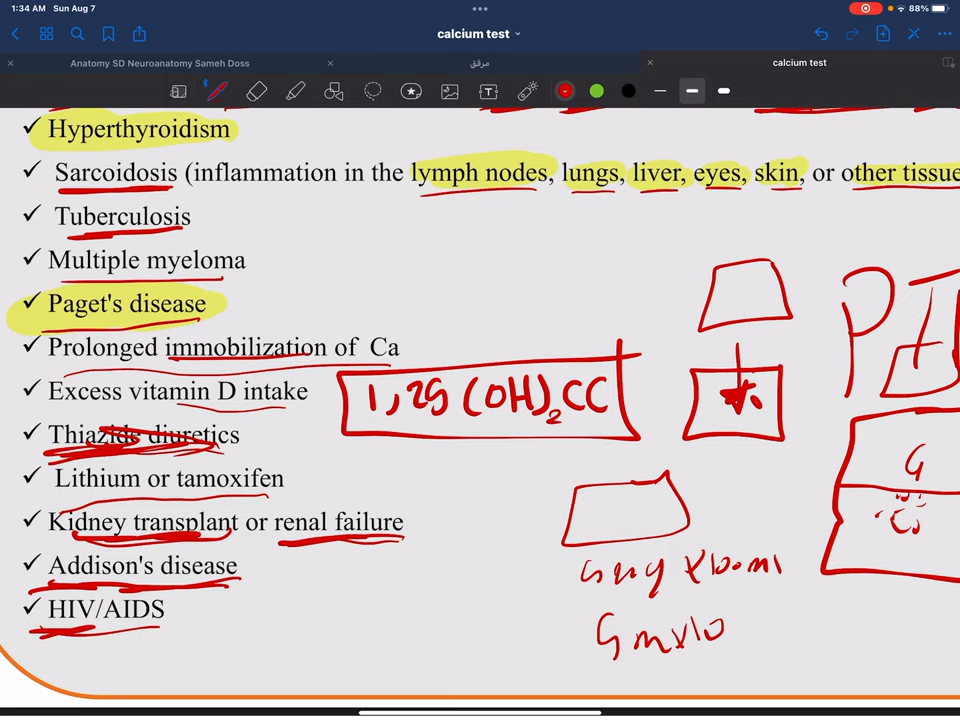 1:34 AM Sun Aug 7
88%
calcium test
Anatomy SD Neuroanatomy Sameh Doss
مرفق
calcium test
✓ Hyperthyroidism
✓ Sarcoidosis (inflammation in the lymph nodes, lungs, liver, eyes, skin, or other tissue
✓ Tuberculosis
✓ Multiple myeloma
✓ Paget's disease
✓ Prolonged immobilization of Ca
✓ Excess vitamin D intake
1,25 (OH)2CC
✓ Thiazide diuretics
✓ Lithium or tamoxifen
✓ Kidney transplant or renal failure
✓ Addison's disease
✓ HIV/AIDS